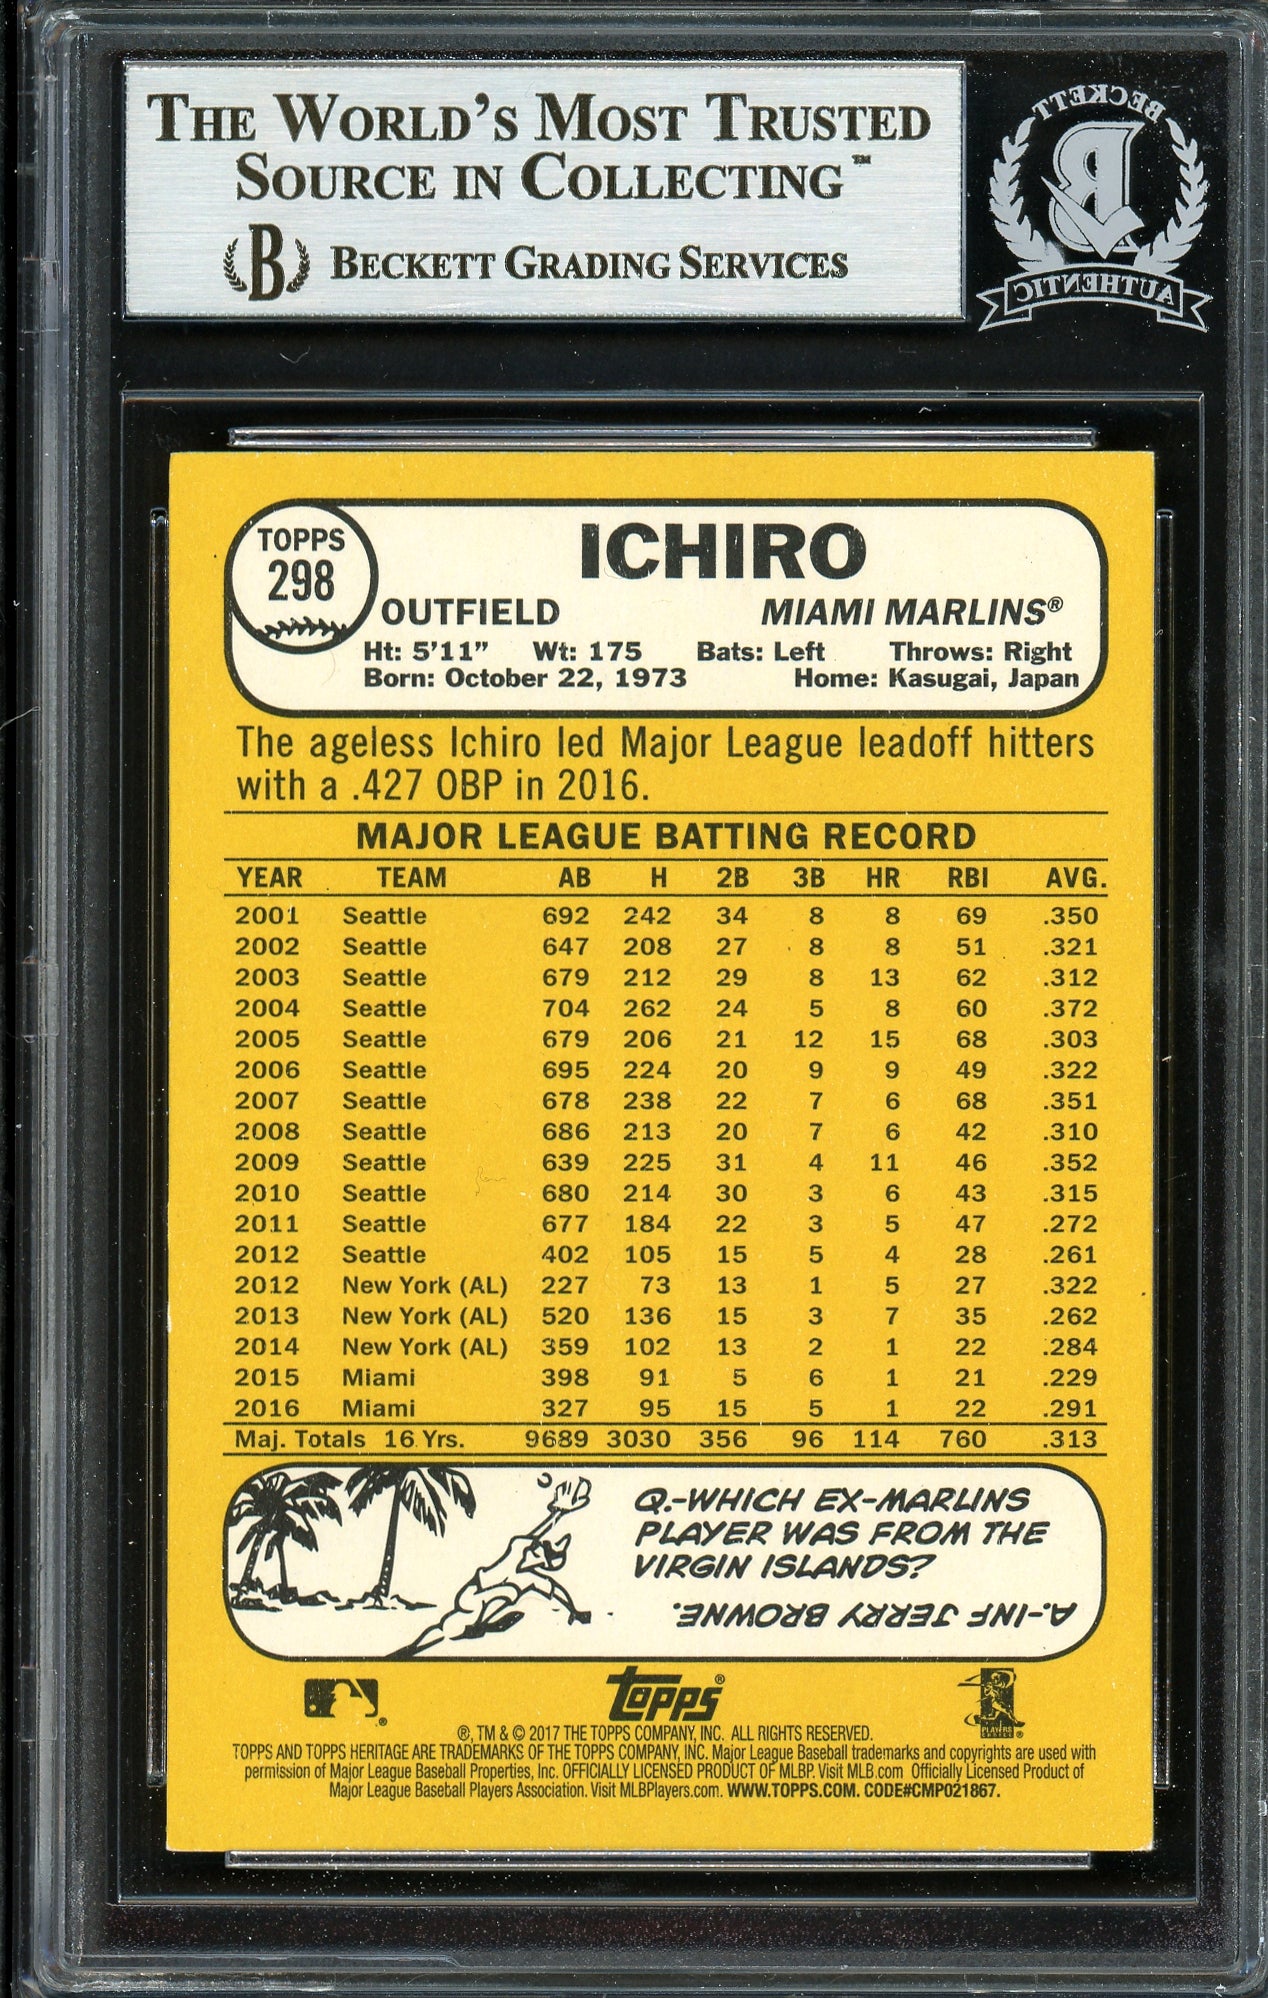 THE WORLD'S MOST TRUSTED
SOURCE IN COLLECTING™
B BECKETT GRADING SERVICES
BECKETT
B
AUTHENTIC
TOPPS
298
ICHIRO
OUTFIELD MIAMI MARLINS®
Ht: 5'11" Wt: 175 Bats: Left Throws: Right
Born: October 22, 1973 Home: Kasugai, Japan
The ageless Ichiro led Major League leadoff hitters
with a .427 OBP in 2016.
MAJOR LEAGUE BATTING RECORD
YEAR TEAM AB H 2B 3B HR RBI AVG.
2001 Seattle 692 242 34 8 8 69 .350
2002 Seattle 647 208 27 8 8 51 .321
2003 Seattle 679 212 29 8 13 62 .312
2004 Seattle 704 262 24 5 8 60 .372
2005 Seattle 679 206 21 12 15 68 .303
2006 Seattle 695 224 20 9 9 49 .322
2007 Seattle 678 238 22 7 6 68 .351
2008 Seattle 686 213 20 7 6 42 .310
2009 Seattle 639 225 31 4 11 46 .352
2010 Seattle 680 214 30 3 6 43 .315
2011 Seattle 677 184 22 3 5 47 .272
2012 Seattle 402 105 15 5 4 28 .261
2012 New York (AL) 227 73 13 1 5 27 .322
2013 New York (AL) 520 136 15 3 7 35 .262
2014 New York (AL) 359 102 13 2 1 22 .284
2015 Miami 398 91 5 6 1 21 .229
2016 Miami 327 95 15 5 1 22 .291
Maj. Totals 16 Yrs. 9689 3030 356 96 114 760 .313
Q.-WHICH EX-MARLINS
PLAYER WAS FROM THE
VIRGIN ISLANDS?
A.-INF JERRY BROWNE.
Topps®
®, TM & © 2017 THE TOPPS COMPANY, INC. ALL RIGHTS RESERVED.
TOPPS AND TOPPS HERITAGE ARE TRADEMARKS OF THE TOPPS COMPANY, INC. Major League Baseball trademarks and copyrights are used with
permission of Major League Baseball Properties, Inc. OFFICIALLY LICENSED PRODUCT OF MLBP. Visit MLB.com Officially Licensed Product of
Major League Baseball Players Association. Visit MLBPlayers.com. WWW.TOPPS.COM. CODE#CMP021867.